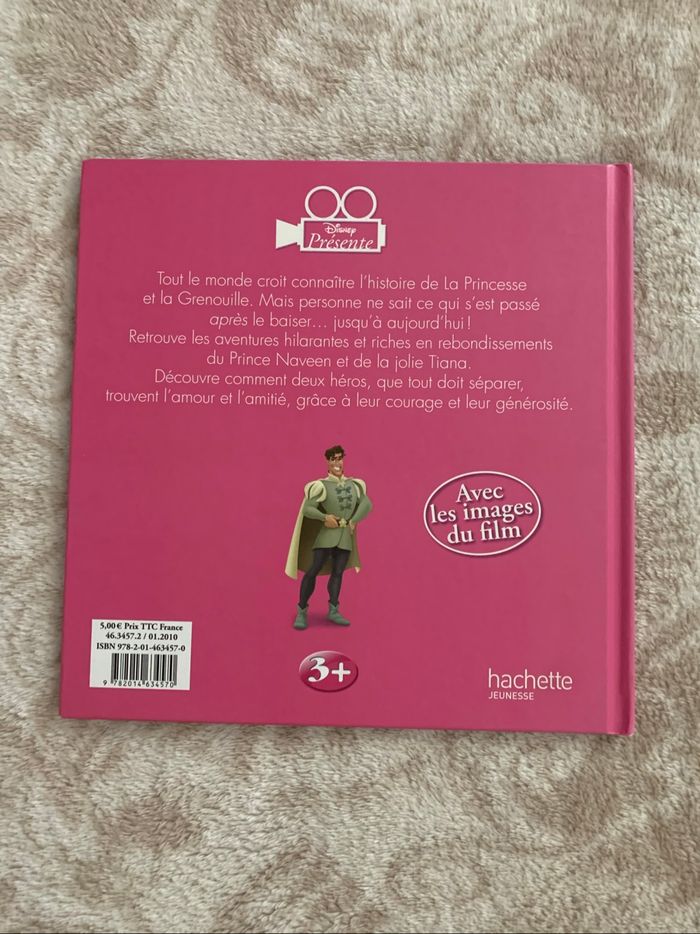 Disney
Présente
Tout le monde croit connaître l'histoire de La Princesse
et la Grenouille. Mais personne ne sait ce qui s'est passé
après le baiser... jusqu'à aujourd'hui !
Retrouve les aventures hilarantes et riches en rebondissements
du Prince Naveen et de la jolie Tiana.
Découvre comment deux héros, que tout doit séparer,
trouvent l'amour et l'amitié, grâce à leur courage et leur générosité.
Avec
les images
du film
5,00 € Prix TTC France
46.3457.2 / 01.2010
ISBN 978-2-01-463457-0
9 782014 634570
3+
hachette
JEUNESSE